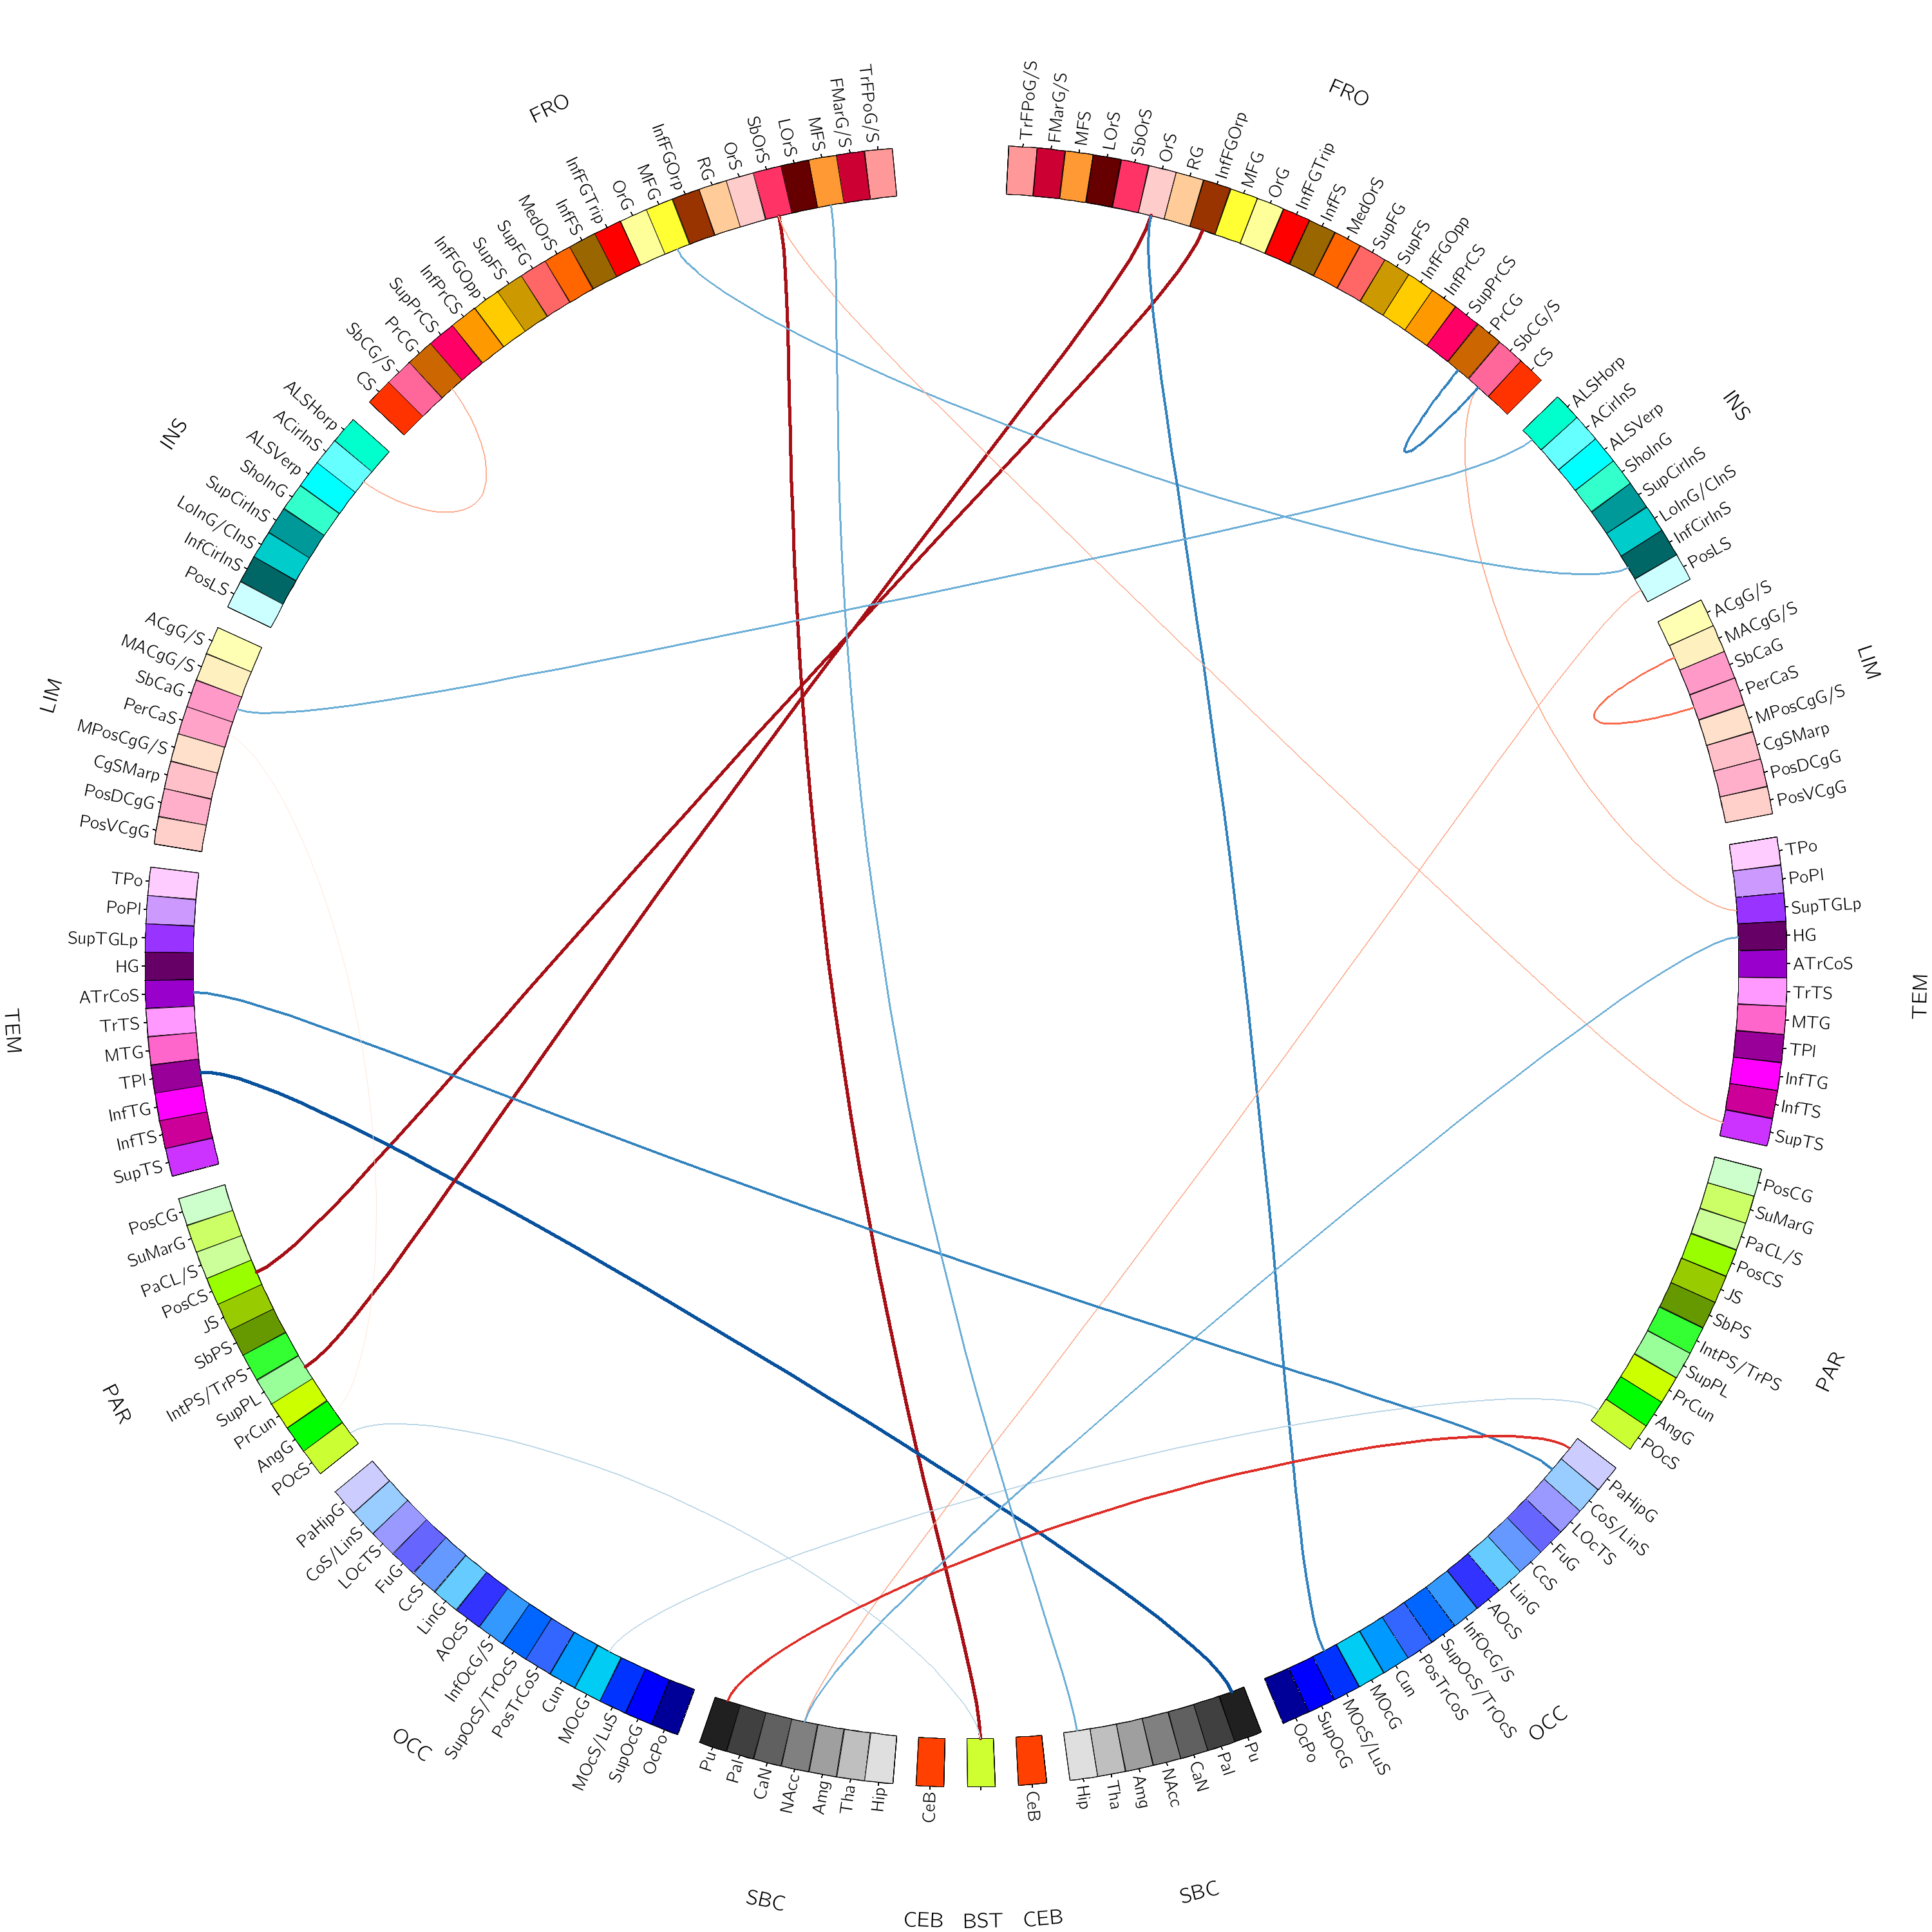 FRO
TrFPoG/S
FMarG/S
MFS
LOrS
SbOrS
OrS
RG
InfFGOrp
MFG
OrG
InfFGTrip
InfFS
MedOrS
SupFG
SupFS
InfFGOpp
InfPrCS
SupPrCS
PrCG
SbCG/S
CS
INS
ALSHorp
ACirInS
ALSVerp
ShoInG
SupCirInS
LoInG/CInS
InfCirInS
PosLS
LIM
ACgG/S
MACgG/S
SbCaG
PerCaS
MPosCgG/S
CgSMarp
PosDCgG
PosVCgG
TEM
TPo
PoPl
SupTGLp
HG
ATrCoS
TrTS
MTG
TPl
InfTG
InfTS
SupTS
PAR
PosCG
SuMarG
PaCL/S
PosCS
JS
SbPS
IntPS/TrPS
SupPL
PrCun
AngG
POcS
OCC
PaHipG
CoS/LinS
LOcTS
FuG
CcS
LinG
AOcS
InfOcG/S
SupOcS/TrOcS
PosTrCoS
Cun
MOcG
MOcS/LuS
SupOcG
OcPo
SBC
Pu
Pal
CaN
NAcc
Amg
Tha
Hip
CEB
CeB
BST
FRO
TrFPoG/S
FMarG/S
MFS
LOrS
SbOrS
OrS
RG
InfFGOrp
MFG
OrG
InfFGTrip
InfFS
MedOrS
SupFG
SupFS
InfFGOpp
InfPrCS
SupPrCS
PrCG
SbCG/S
CS
INS
ALSHorp
ACirInS
ALSVerp
ShoInG
SupCirInS
LoInG/CInS
InfCirInS
PosLS
LIM
ACgG/S
MACgG/S
SbCaG
PerCaS
MPosCgG/S
CgSMarp
PosDCgG
PosVCgG
TEM
TPo
PoPl
SupTGLp
HG
ATrCoS
TrTS
MTG
TPl
InfTG
InfTS
SupTS
PAR
PosCG
SuMarG
PaCL/S
PosCS
JS
SbPS
IntPS/TrPS
SupPL
PrCun
AngG
POcS
OCC
PaHipG
CoS/LinS
LOcTS
FuG
CcS
LinG
AOcS
InfOcG/S
SupOcS/TrOcS
PosTrCoS
Cun
MOcG
MOcS/LuS
SupOcG
OcPo
SBC
Pu
Pal
CaN
NAcc
Amg
Tha
Hip
CEB
CeB